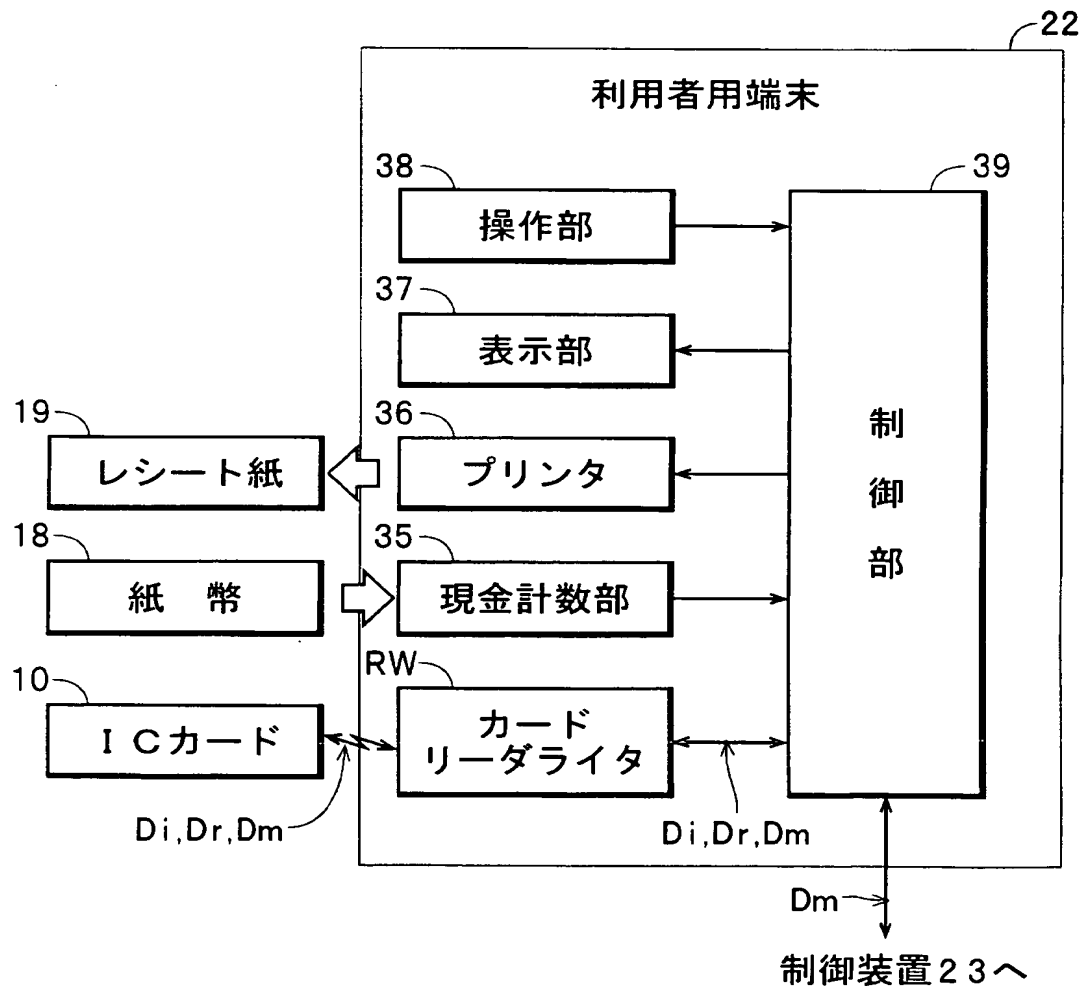 22
利用者用端末
38
操作部
39
37
表示部
制御部
19
レシート紙
36
プリンタ
18
紙 幣
35
現金計数部
10
ICカード
RW
カード
リーダライタ
Di,Dr,Dm
Di,Dr,Dm
Dm
制御装置23へ